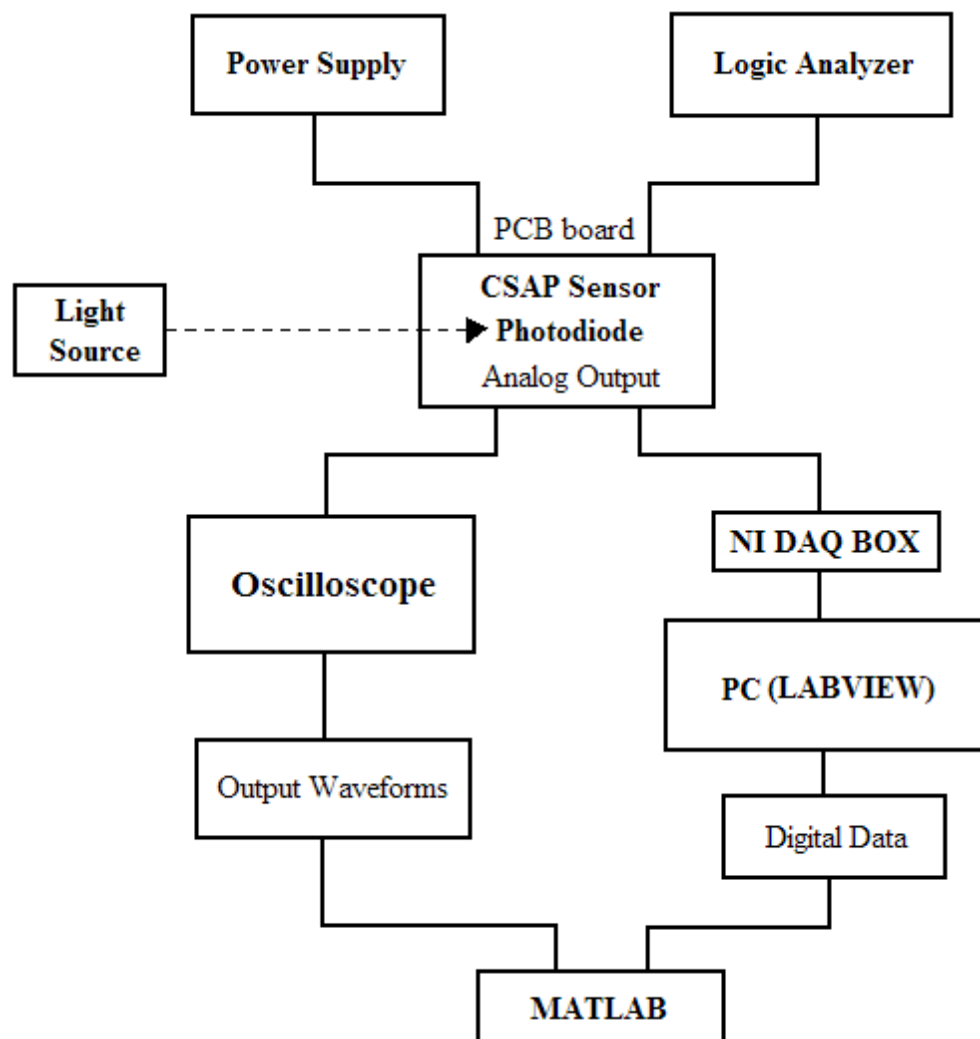 Power Supply
Logic Analyzer
PCB board
CSAP Sensor
Photodiode
Analog Output
Light
Source
Oscilloscope
NI DAQ BOX
PC (LABVIEW)
Output Waveforms
Digital Data
MATLAB